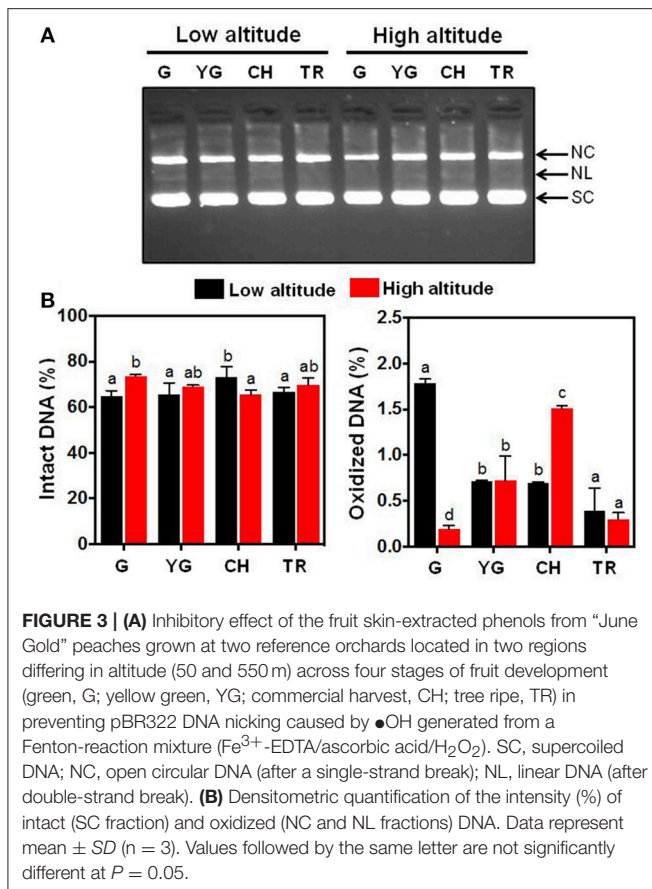 A
Low altitude High altitude
G YG CH TR G YG CH TR
NC
NL
SC
B
Low altitude High altitude
Intact DNA (%)
100
80
60
40
20
0
a b a ab b a a ab
G YG CH TR
Oxidized DNA (%)
2.5
2.0
1.5
1.0
0.5
0.0
a d b b b c a a
G YG CH TR
FIGURE 3 | (A) Inhibitory effect of the fruit skin-extracted phenols from “June
Gold” peaches grown at two reference orchards located in two regions
differing in altitude (50 and 550 m) across four stages of fruit development
(green, G; yellow green, YG; commercial harvest, CH; tree ripe, TR) in
preventing pBR322 DNA nicking caused by ●OH generated from a
Fenton-reaction mixture (Fe³⁺-EDTA/ascorbic acid/H₂O₂). SC, supercoiled
DNA; NC, open circular DNA (after a single-strand break); NL, linear DNA (after
double-strand break). (B) Densitometric quantification of the intensity (%) of
intact (SC fraction) and oxidized (NC and NL fractions) DNA. Data represent
mean ± SD (n = 3). Values followed by the same letter are not significantly
different at P = 0.05.